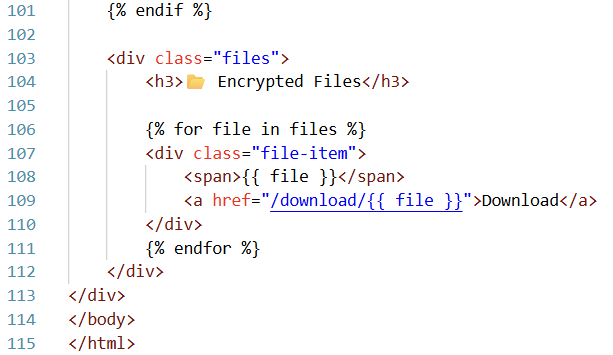 101 {% endif %}
102
103 <div class="files">
104 <h3>📂 Encrypted Files</h3>
105
106 {% for file in files %}
107 <div class="file-item">
108 <span>{{ file }}</span>
109 <a href="/download/{{ file }}">Download</a>
110 </div>
111 {% endfor %}
112 </div>
113 </div>
114 </body>
115 </html>